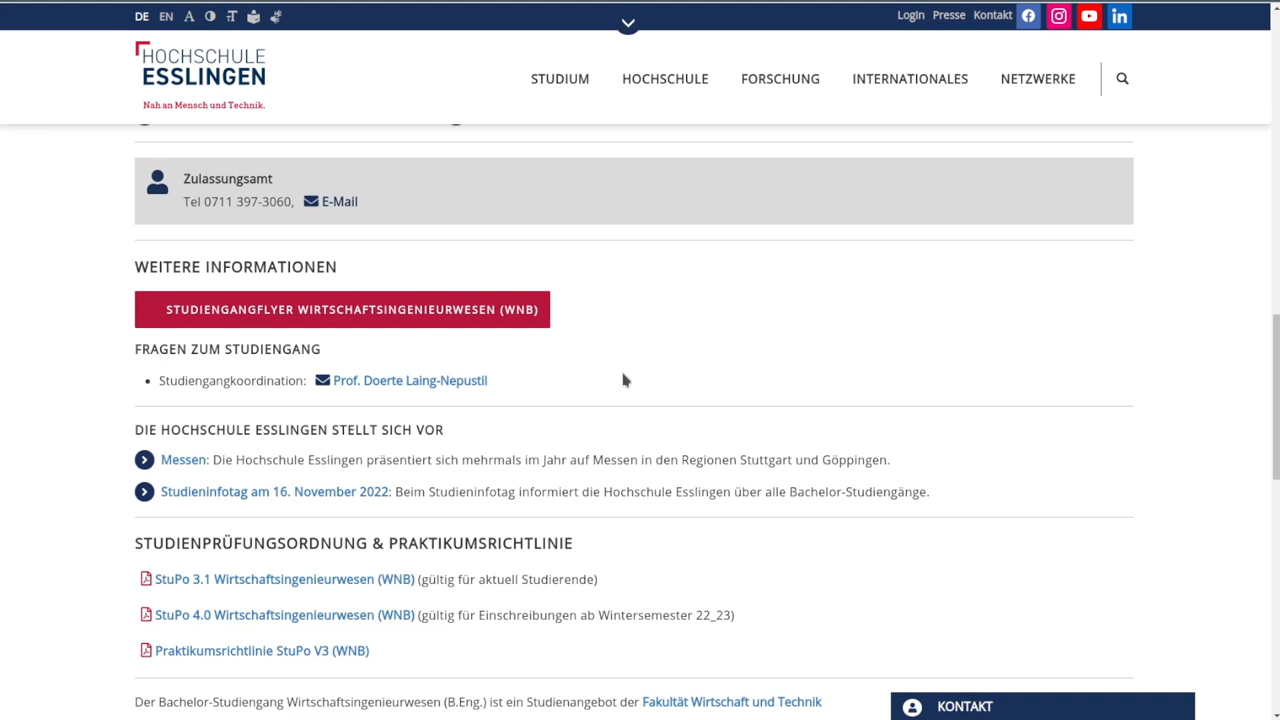 DE EN A
Login Presse Kontakt
HOCHSCHULE
ESSLINGEN
Nah an Mensch und Technik.
STUDIUM HOCHSCHULE FORSCHUNG INTERNATIONALES NETZWERKE
Zulassungsamt
Tel 0711 397-3060, E-Mail
WEITERE INFORMATIONEN
STUDIENGANGFLYER WIRTSCHAFTSINGENIEURWESEN (WNB)
FRAGEN ZUM STUDIENGANG
• Studiengangkoordination: Prof. Doerte Laing-Nepustil
DIE HOCHSCHULE ESSLINGEN STELLT SICH VOR
Messen: Die Hochschule Esslingen präsentiert sich mehrmals im Jahr auf Messen in den Regionen Stuttgart und Göppingen.
Studieninfotag am 16. November 2022: Beim Studieninfotag informiert die Hochschule Esslingen über alle Bachelor-Studiengänge.
STUDIENPRÜFUNGSORDNUNG & PRAKTIKUMSRICHTLINIE
StuPo 3.1 Wirtschaftsingenieurwesen (WNB) (gültig für aktuell Studierende)
StuPo 4.0 Wirtschaftsingenieurwesen (WNB) (gültig für Einschreibungen ab Wintersemester 22_23)
Praktikumsrichtlinie StuPo V3 (WNB)
Der Bachelor-Studiengang Wirtschaftsingenieurwesen (B.Eng.) ist ein Studienangebot der Fakultät Wirtschaft und Technik
KONTAKT